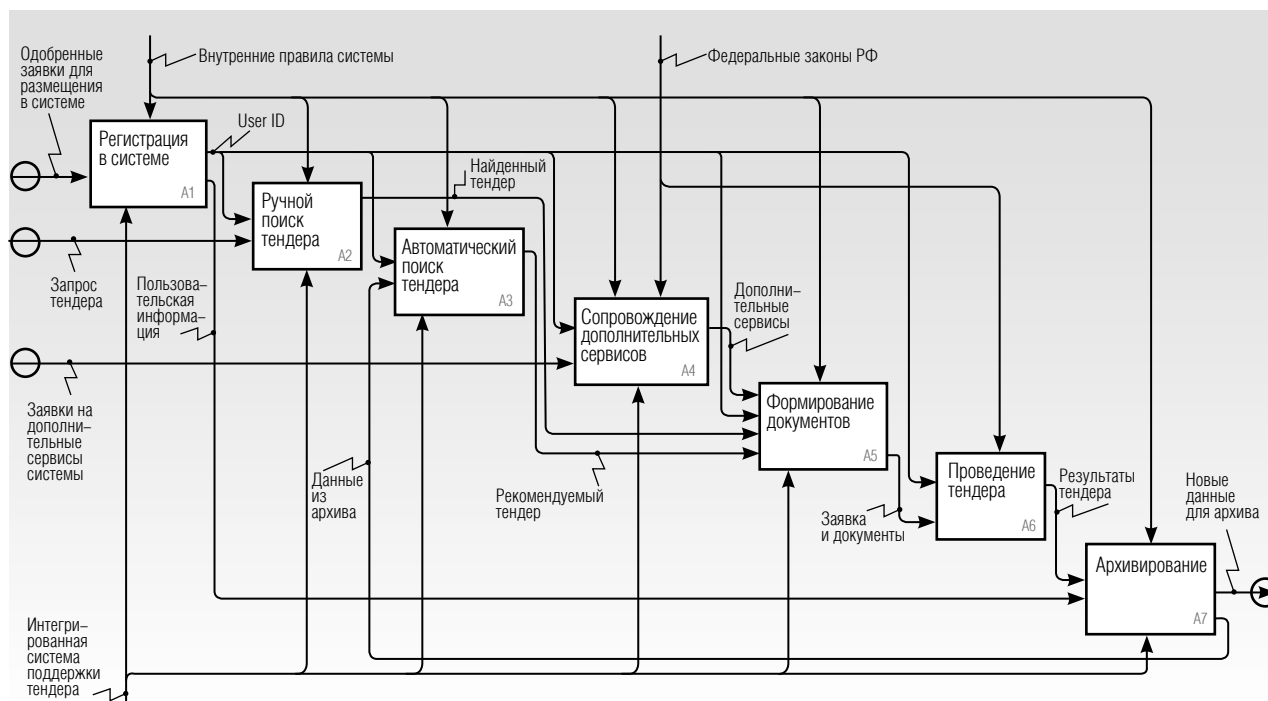 Одобренные
заявки для
размещения
в системе
Внутренние правила системы
Федеральные законы РФ
User ID
Регистрация
в системе
A1
Найденный
тендер
Ручной
поиск
тендера
A2
Автоматический
поиск
тендера
A3
Запрос
тендера
Пользова–
тельская
информа–
ция
Дополни–
тельные
сервисы
Сопровождение
дополнительных
сервисов
A4
Заявки на
дополни–
тельные
сервисы
системы
Формирование
документов
A5
Данные
из
архива
Рекомендуемый
тендер
Проведение
тендера
A6
Результаты
тендера
Новые
данные
для архива
Заявка
и документы
Архивирование
A7
Интегри–
рованная
система
поддержки
тендера